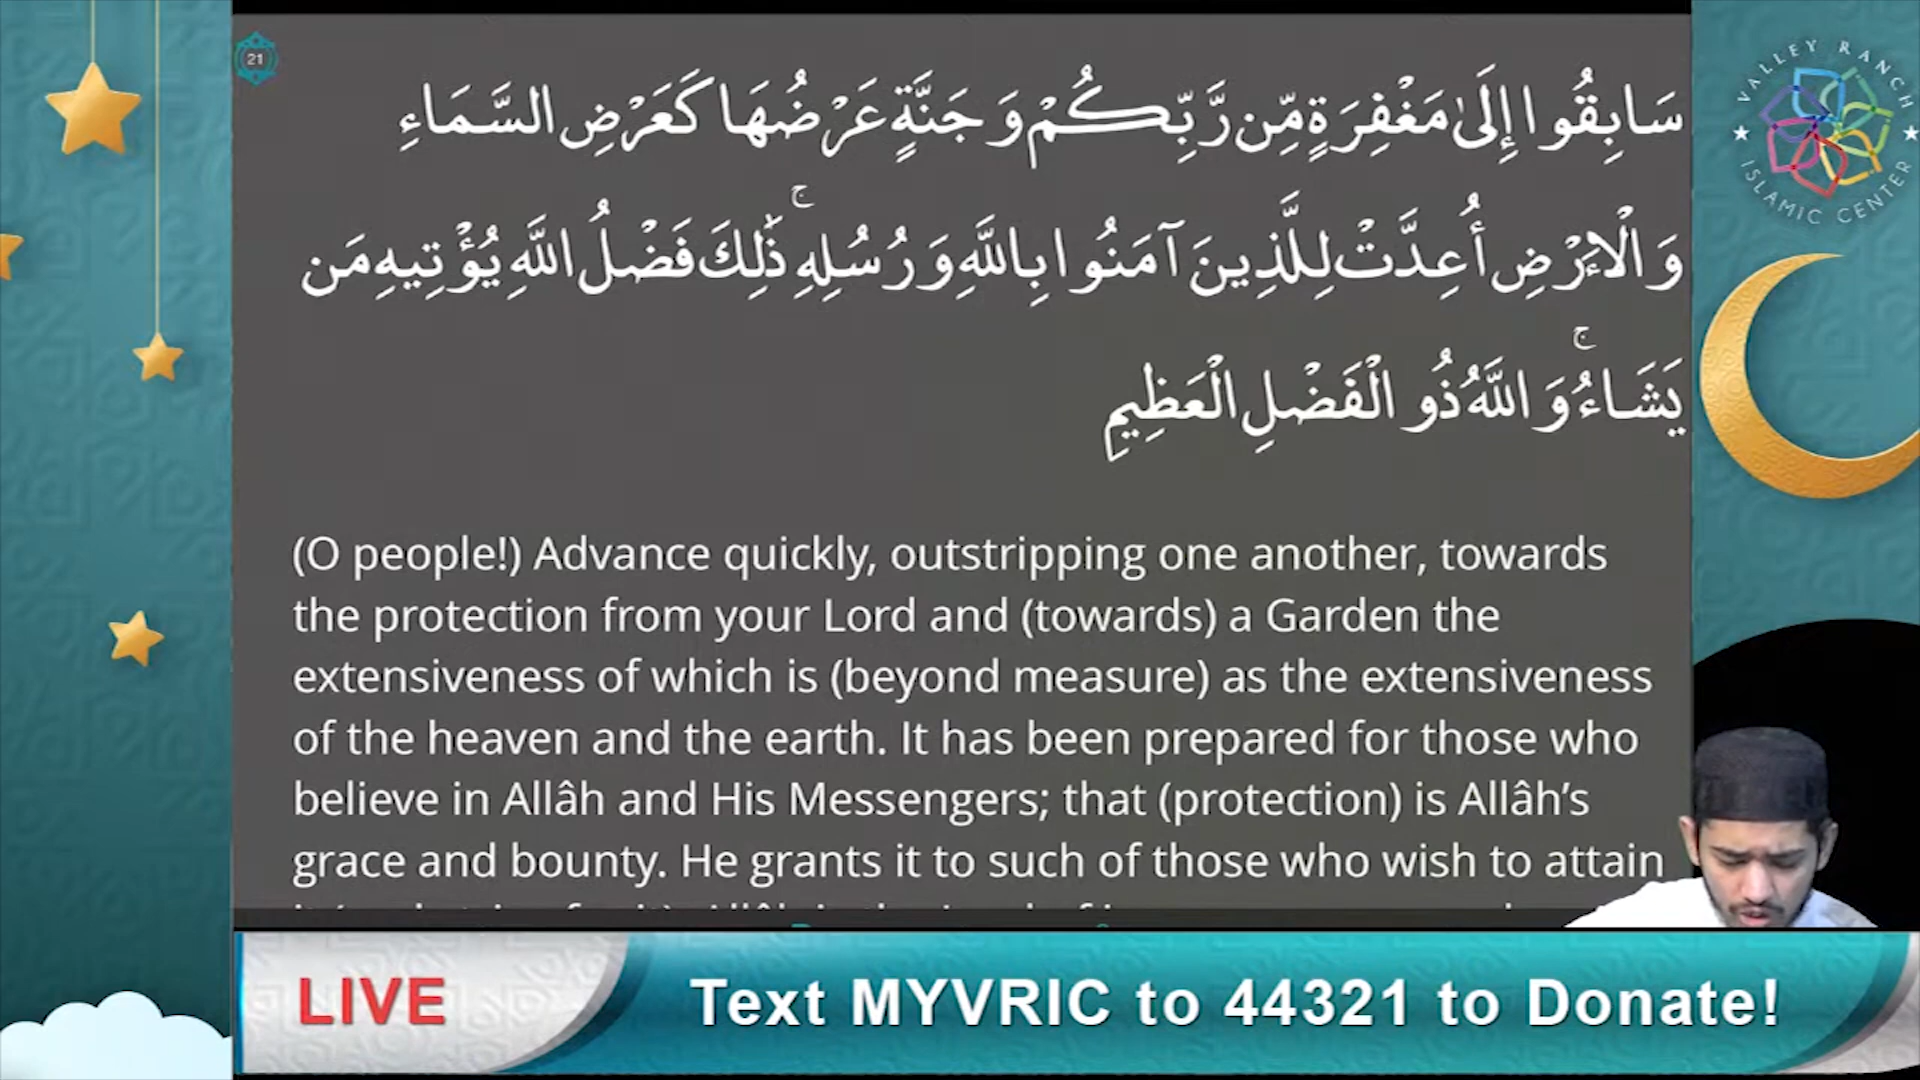 21
سَابِقُوا إِلَىٰ مَغْفِرَةٍ مِّن رَّبِّكُمْ وَجَنَّةٍ عَرْضُهَا كَعَرْضِ السَّمَاءِ
وَالْأَرْضِ أُعِدَّتْ لِلَّذِينَ آمَنُوا بِاللَّهِ وَرُسُلِهِ ۚ ذَٰلِكَ فَضْلُ اللَّهِ يُؤْتِيهِ مَن
يَشَاءُ ۚ وَاللَّهُ ذُو الْفَضْلِ الْعَظِيمِ
(O people!) Advance quickly, outstripping one another, towards
the protection from your Lord and (towards) a Garden the
extensiveness of which is (beyond measure) as the extensiveness
of the heaven and the earth. It has been prepared for those who
believe in Allâh and His Messengers; that (protection) is Allâh’s
grace and bounty. He grants it to such of those who wish to attain
VALLEY RANCH
ISLAMIC CENTER
LIVE
Text MYVRIC to 44321 to Donate!